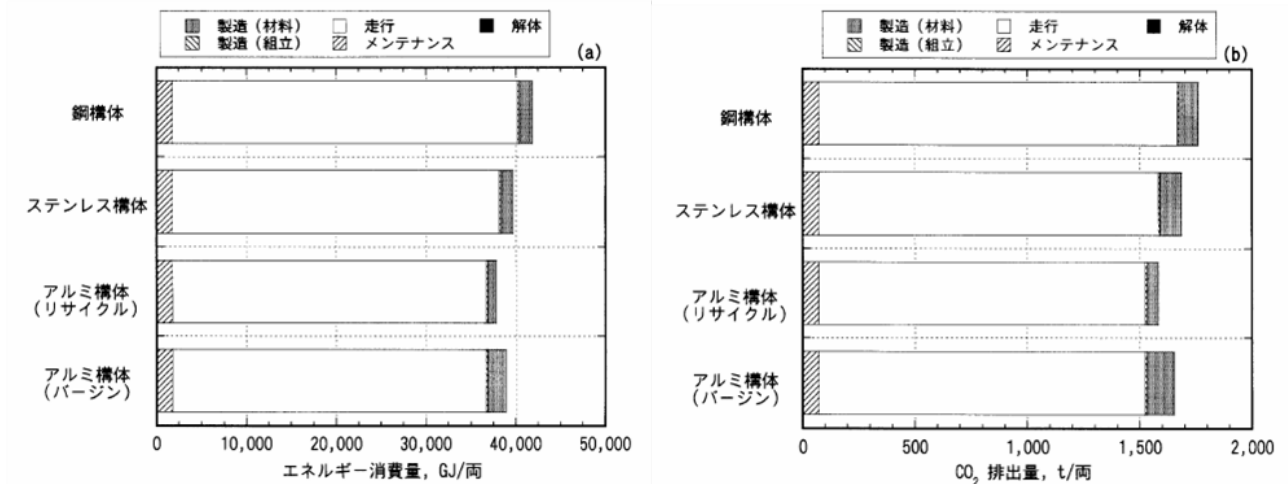 製造（材料） 走行 解体
製造（組立） メンテナンス
(a)
鋼構体
ステンレス構体
アルミ構体
（リサイクル）
アルミ構体
（バージン）
0 10,000 20,000 30,000 40,000 50,000
エネルギー消費量, GJ/両
製造（材料） 走行 解体
製造（組立） メンテナンス
(b)
鋼構体
ステンレス構体
アルミ構体
（リサイクル）
アルミ構体
（バージン）
0 500 1,000 1,500 2,000
CO₂ 排出量, t/両